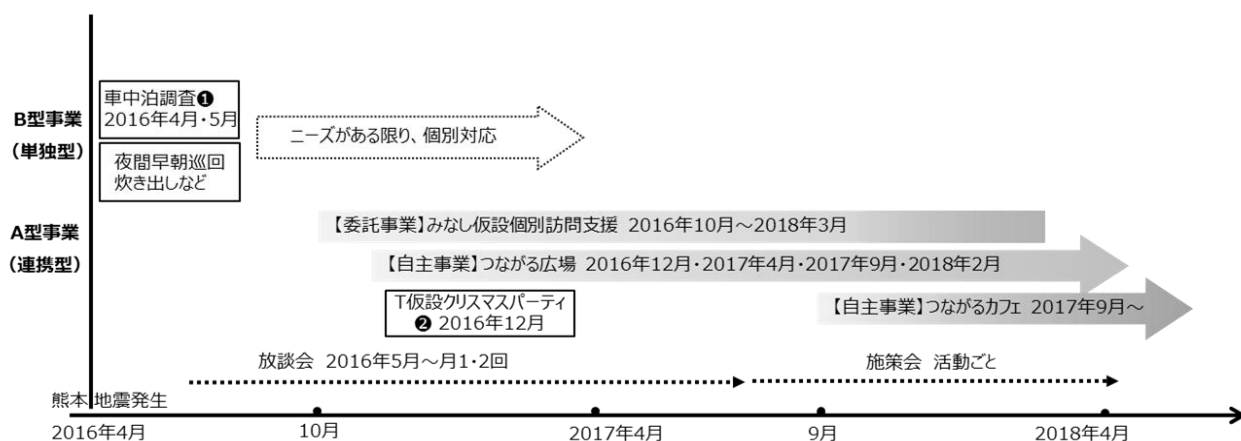 B型事業
(単独型)
車中泊調査❶
2016年4月・5月
夜間早朝巡回
炊き出しなど
ニーズがある限り、個別対応
A型事業
(連携型)
【委託事業】みなし仮設個別訪問支援 2016年10月～2018年3月
【自主事業】つながる広場 2016年12月・2017年4月・2017年9月・2018年2月
T仮設クリスマスパーティ
❷ 2016年12月
【自主事業】つながるカフェ 2017年9月～
放談会 2016年5月～月1・2回
施策会 活動ごと
熊本地震発生
2016年4月
10月
2017年4月
9月
2018年4月